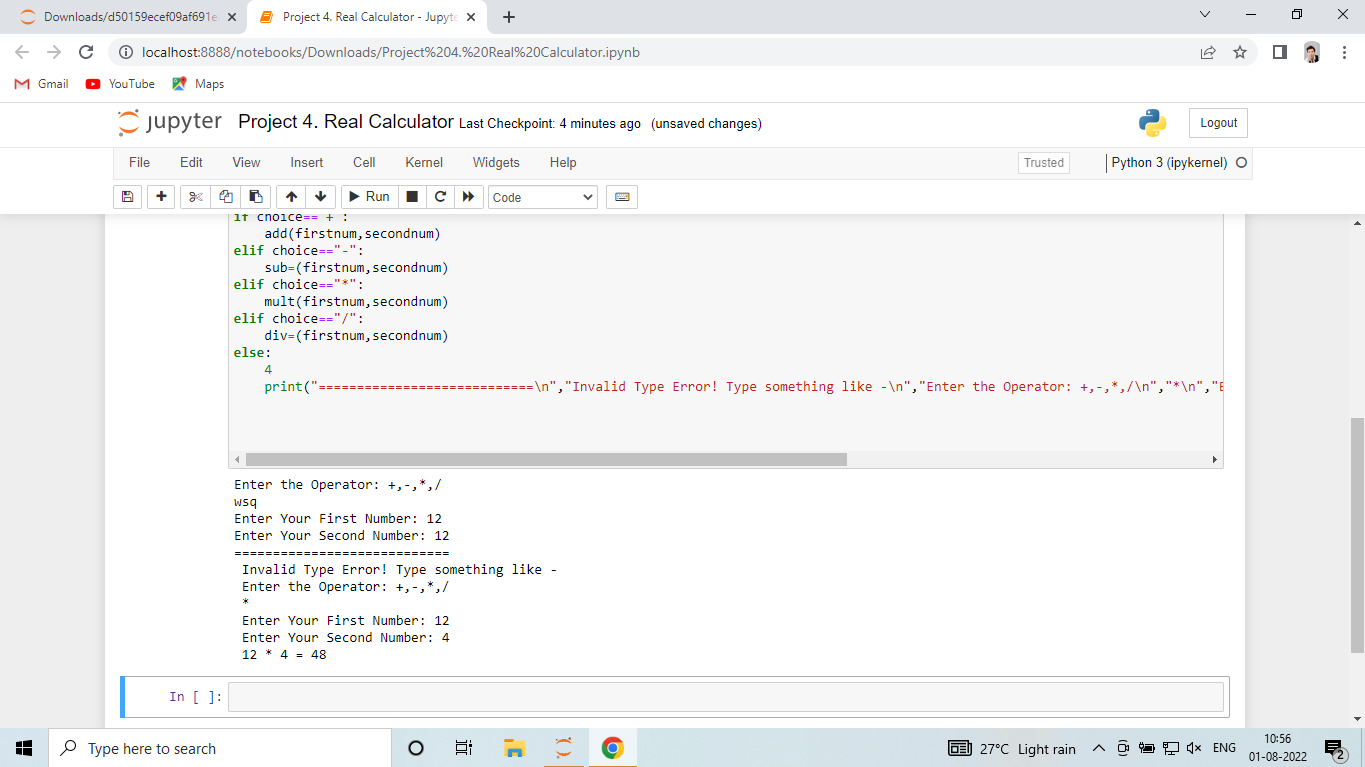 Downloads/d50159ecef09af691e
Project 4. Real Calculator - Jupyte
localhost:8888/notebooks/Downloads/Project%204.%20Real%20Calculator.ipynb
Gmail YouTube Maps
jupyter Project 4. Real Calculator Last Checkpoint: 4 minutes ago (unsaved changes) Logout
File Edit View Insert Cell Kernel Widgets Help Trusted Python 3 (ipykernel)
Run Code
if choice=="+":
    add(firstnum,secondnum)
elif choice=="-":
    sub=(firstnum,secondnum)
elif choice=="*":
    mult(firstnum,secondnum)
elif choice=="/":
    div=(firstnum,secondnum)
else:
    4
    print("============================\n","Invalid Type Error! Type something like -\n","Enter the Operator: +,-,*,/\n","*\n","E
Enter the Operator: +,-,*,/
wsq
Enter Your First Number: 12
Enter Your Second Number: 12
============================
 Invalid Type Error! Type something like -
 Enter the Operator: +,-,*,/
 *
 Enter Your First Number: 12
 Enter Your Second Number: 4
 12 * 4 = 48
In [ ]:
Type here to search
27°C Light rain
ENG
10:56
01-08-2022
2